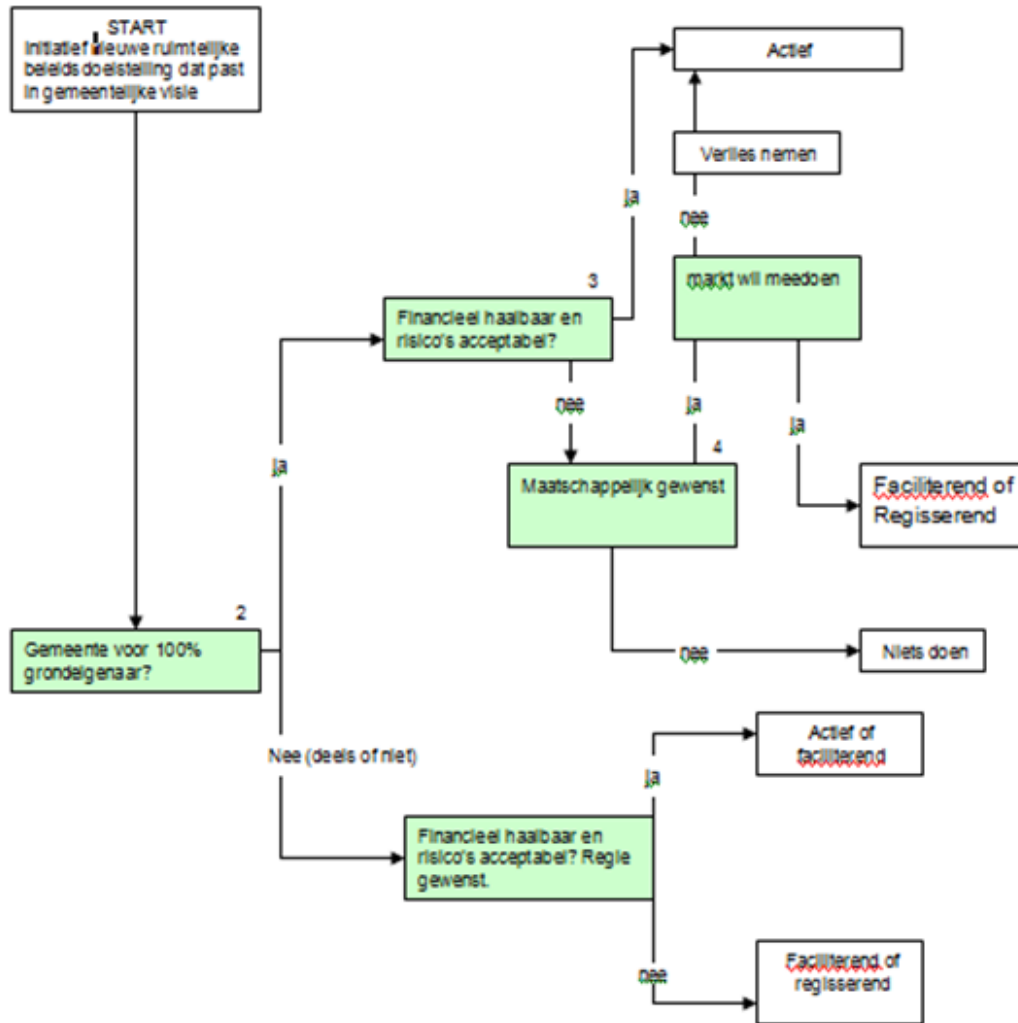 START
Initiatief nieuwe ruimtelijke
beleidsdoelstelling dat past
in gemeentelijke visie
Actief
Verlies nemen
ja
nee
3
markt wil meedoen
Financieel haalbaar en
risico's acceptabel?
nee
ja
ja
4
ja
Maatschappelijk gewenst
Faciliterend of
Regisserend
2
Gemeente voor 100%
grondeigenaar?
nee
Niets doen
Nee (deels of niet)
Actief of
faciliterend
ja
Financieel haalbaar en
risico's acceptabel? Regie
gewenst.
nee
Faciliterend of
regisserend